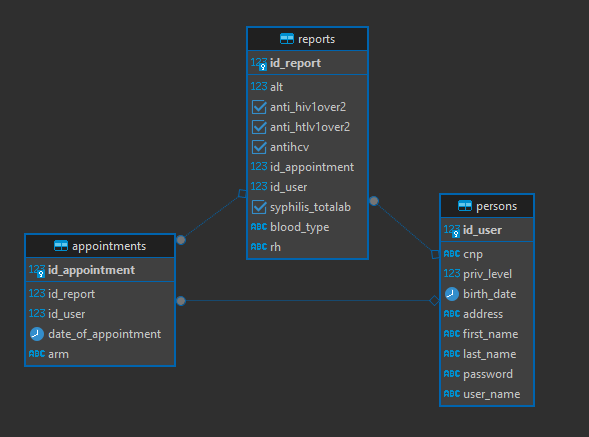 reports
123 id_report
123 alt
anti_hiv1over2
anti_htlv1over2
antihcv
123 id_appointment
123 id_user
syphilis_totalab
ABC blood_type
ABC rh
appointments
123 id_appointment
123 id_report
123 id_user
date_of_appointment
ABC arm
persons
123 id_user
ABC cnp
123 priv_level
birth_date
ABC address
ABC first_name
ABC last_name
ABC password
ABC user_name